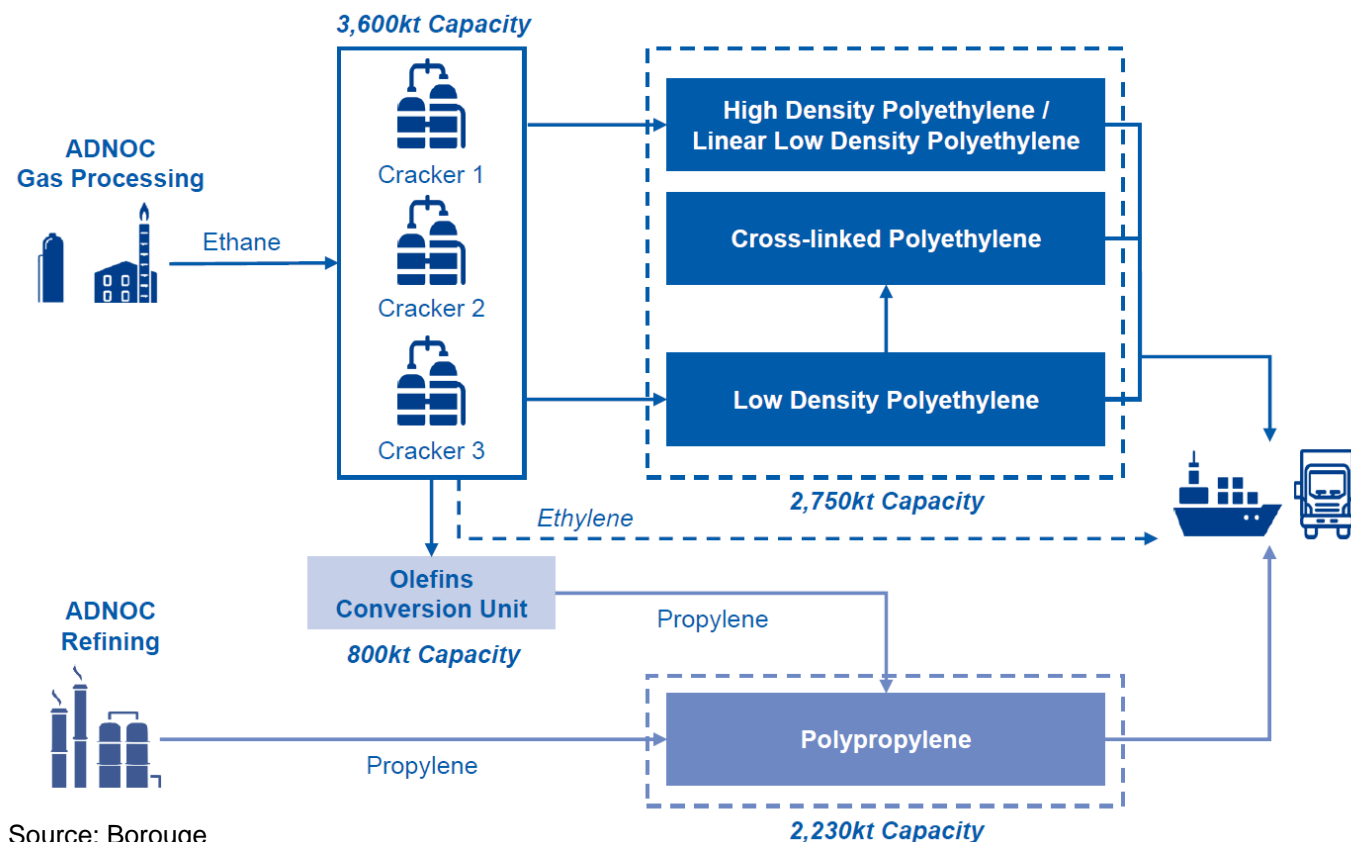 3,600kt Capacity
ADNOC
Gas Processing
Ethane
Cracker 1
Cracker 2
Cracker 3
High Density Polyethylene /
Linear Low Density Polyethylene
Cross-linked Polyethylene
Low Density Polyethylene
2,750kt Capacity
Ethylene
Olefins
Conversion Unit
800kt Capacity
Propylene
ADNOC
Refining
Propylene
Polypropylene
2,230kt Capacity
Source: Borouge